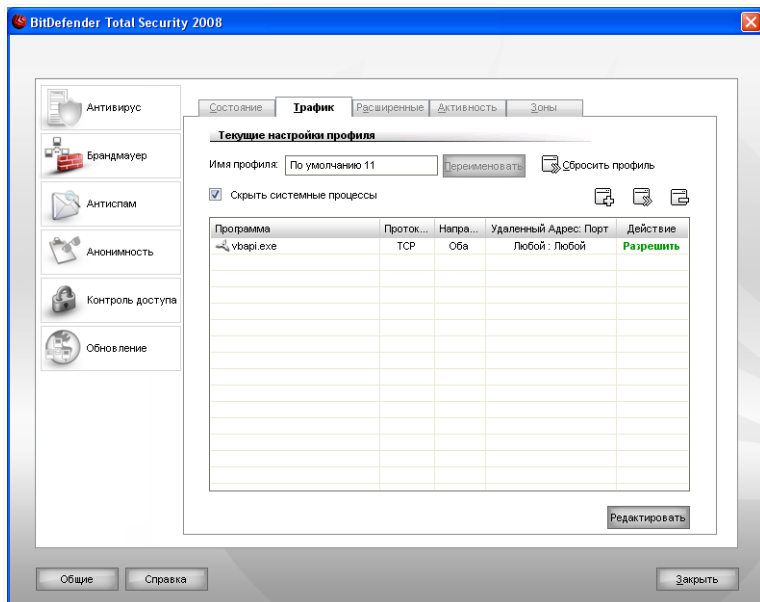 BitDefender Total Security 2008
Антивирус
Брандмауер
Антиспам
Анонимность
Контроль доступа
Обновление
Состояние Трафик Расширенные Активность Зоны
Текущие настройки профиля
Имя профиля: По умолчанию 11 Переименовать Сбросить профиль
Скрыть системные процессы
Программа Проток... Напра... Удаленный Адрес: Порт Действие
vbapi.exe TCP Оба Любой : Любой Разрешить
Редактировать
Общие Справка Закрыть